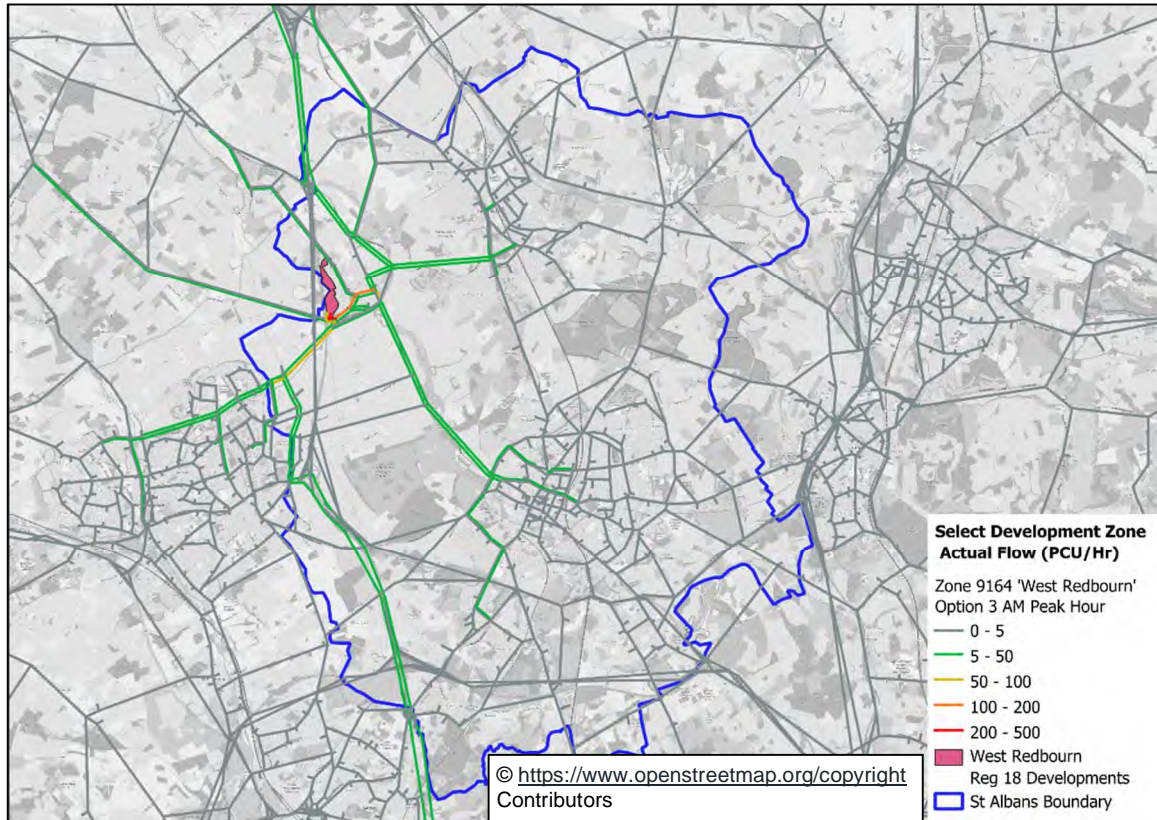 Select Development Zone
Actual Flow (PCU/Hr)
Zone 9164 'West Redbourn'
Option 3 AM Peak Hour
0 - 5
5 - 50
50 - 100
100 - 200
200 - 500
West Redbourn
Reg 18 Developments
St Albans Boundary
© https://www.openstreetmap.org/copyright
Contributors